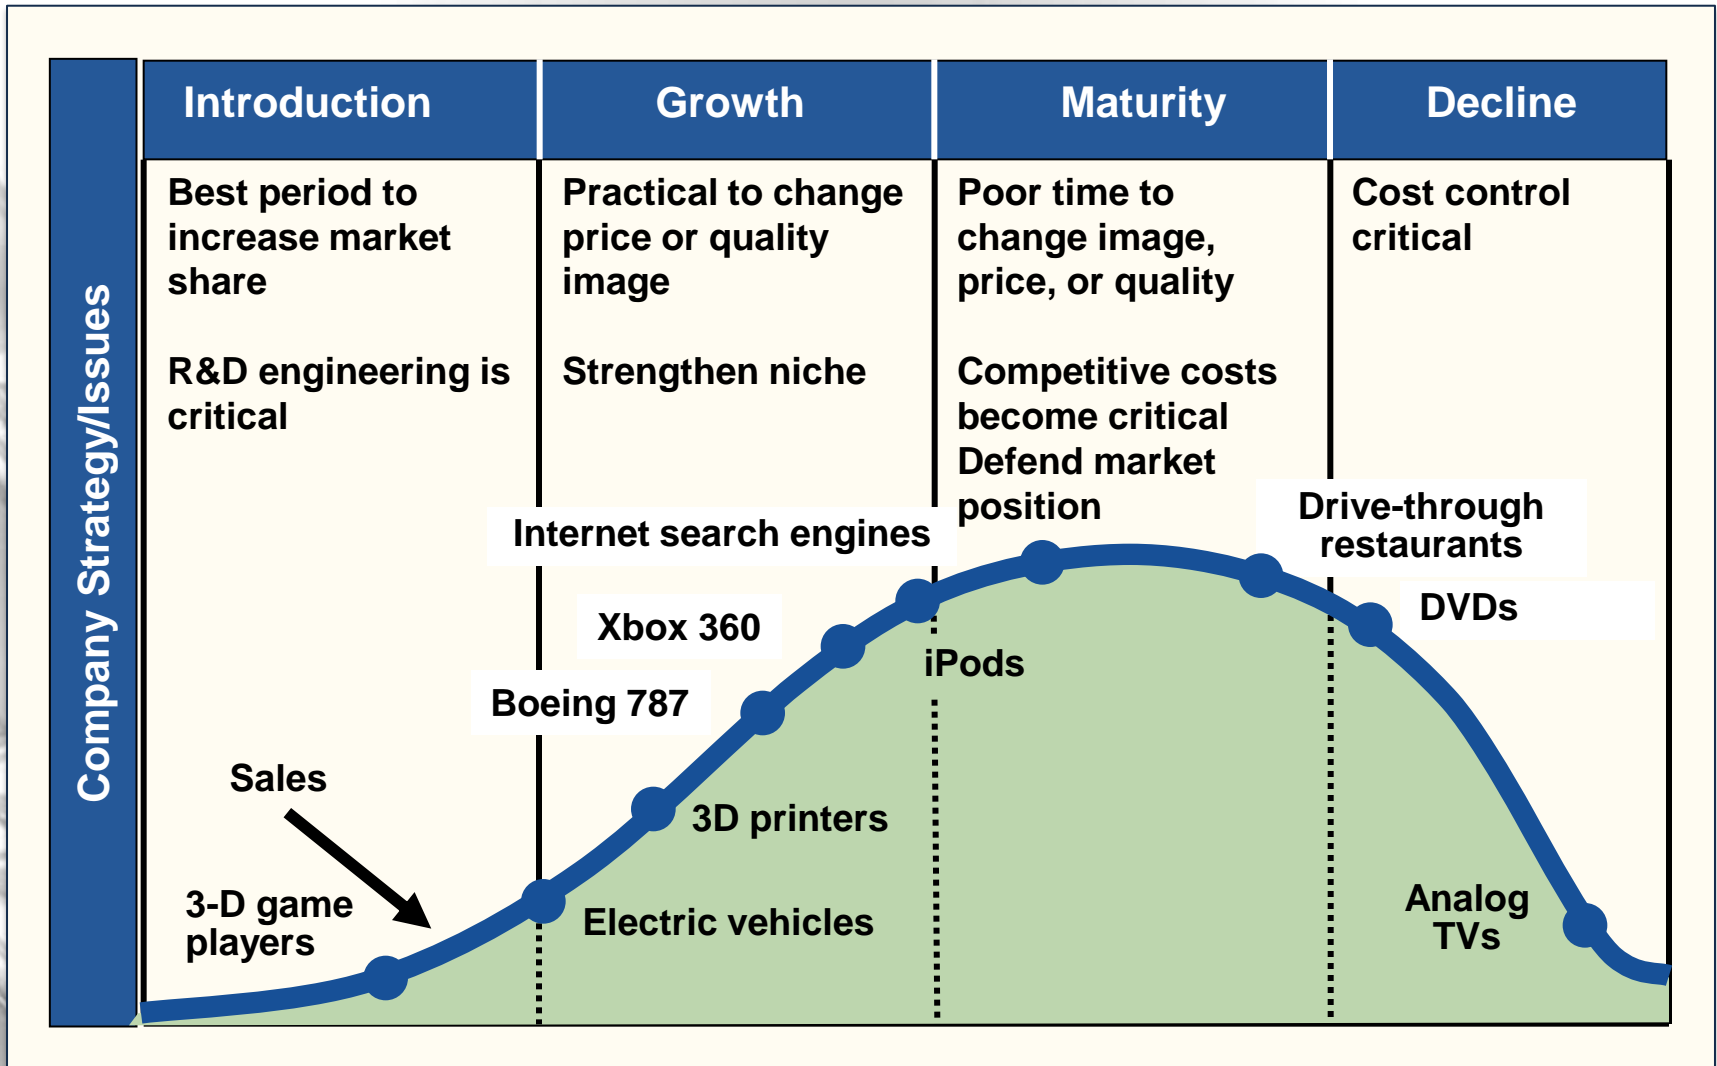 Company Strategy/Issues
Introduction
Growth
Maturity
Decline
Best period to
increase market
share
R&D engineering is
critical
Practical to change
price or quality
image
Strengthen niche
Poor time to
change image,
price, or quality
Competitive costs
become critical
Defend market
position
Cost control
critical
Internet search engines
Drive-through
restaurants
DVDs
Xbox 360
iPods
Boeing 787
Sales
3D printers
3-D game
players
Electric vehicles
Analog
TVs